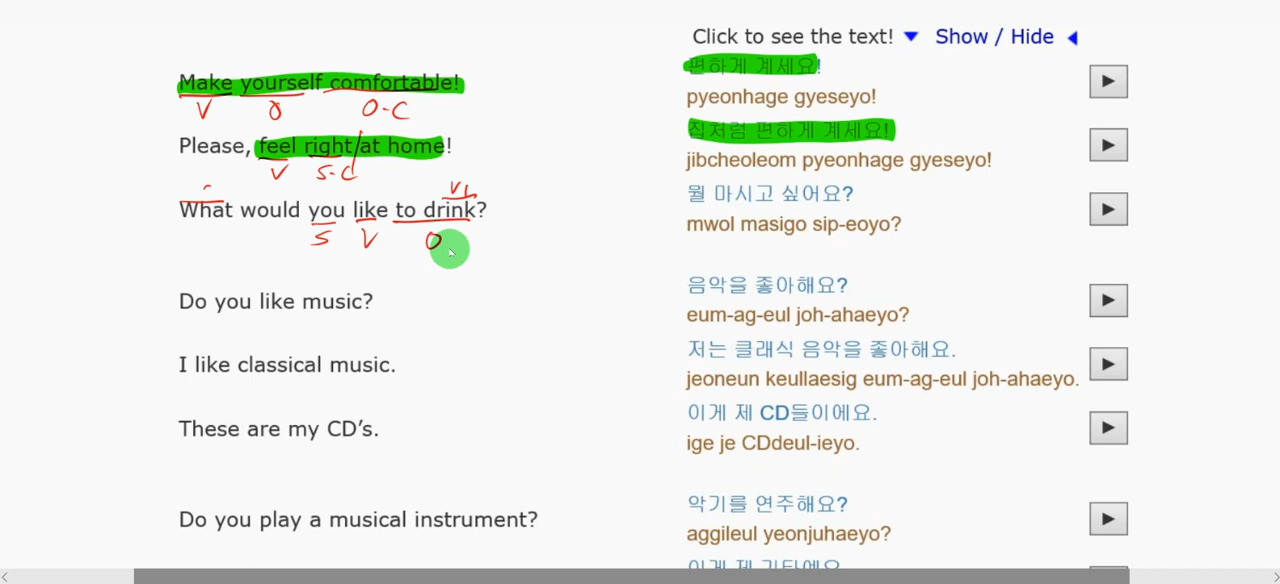 Click to see the text! ▼ Show / Hide ◀
Make yourself comfortable!
V O O-C
편하게 계세요!
pyeonhage gyeseyo!
Please, feel right/at home!
V S-C
집처럼 편하게 계세요!
jibcheoleom pyeonhage gyeseyo!
What would you like to drink?
S V O
뭘 마시고 싶어요?
mwol masigo sip-eoyo?
Do you like music?
음악을 좋아해요?
eum-ag-eul joh-ahaeyo?
I like classical music.
저는 클래식 음악을 좋아해요.
jeoneun keullaesig eum-ag-eul joh-ahaeyo.
These are my CD’s.
이게 제 CD들이에요.
ige je CDdeul-ieyo.
Do you play a musical instrument?
악기를 연주해요?
aggileul yeonjuhaeyo?